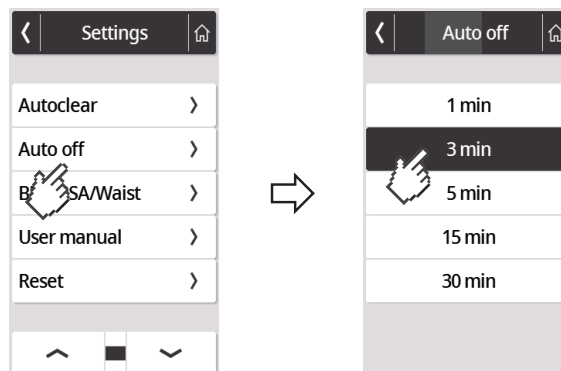 Settings
Autoclear
Auto off
SA/Waist
User manual
Reset
Auto off
1 min
3 min
5 min
15 min
30 min